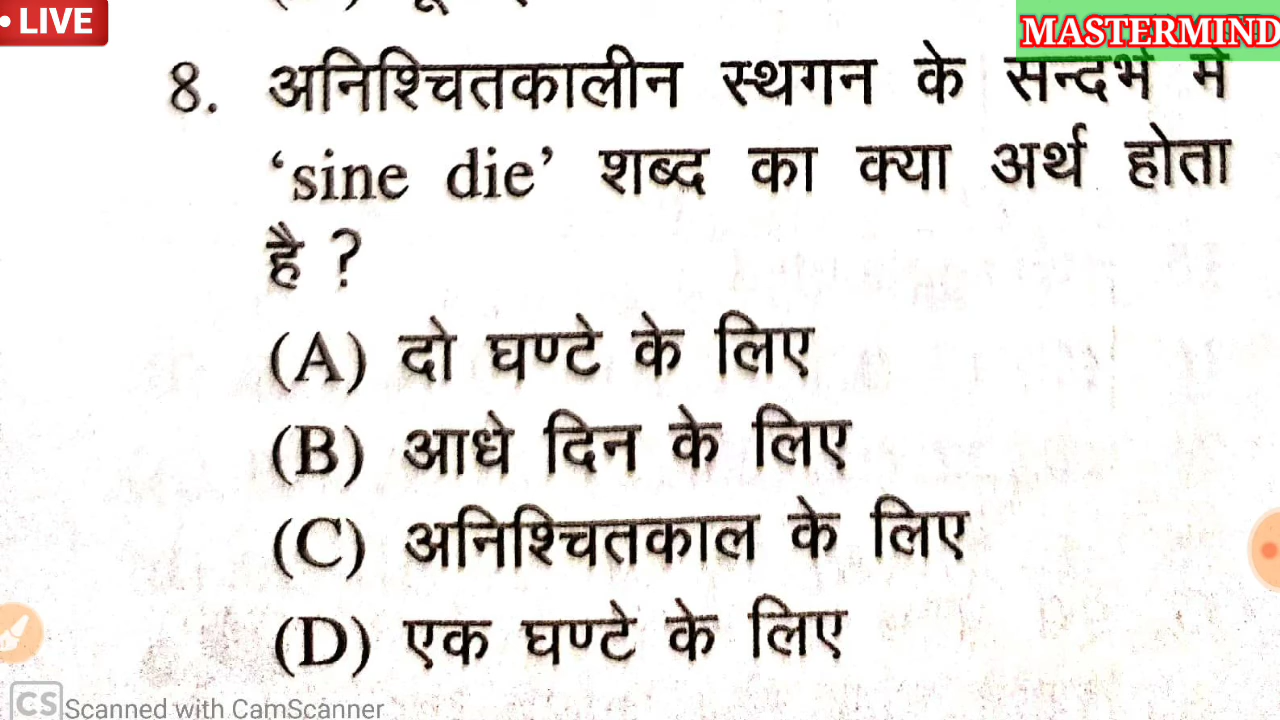 • LIVE
MASTERMIND
8. अनिश्चितकालीन स्थगन के सन्दर्भ में
‘sine die’ शब्द का क्या अर्थ होता
है ?
(A) दो घण्टे के लिए
(B) आधे दिन के लिए
(C) अनिश्चितकाल के लिए
(D) एक घण्टे के लिए
CS Scanned with CamScanner